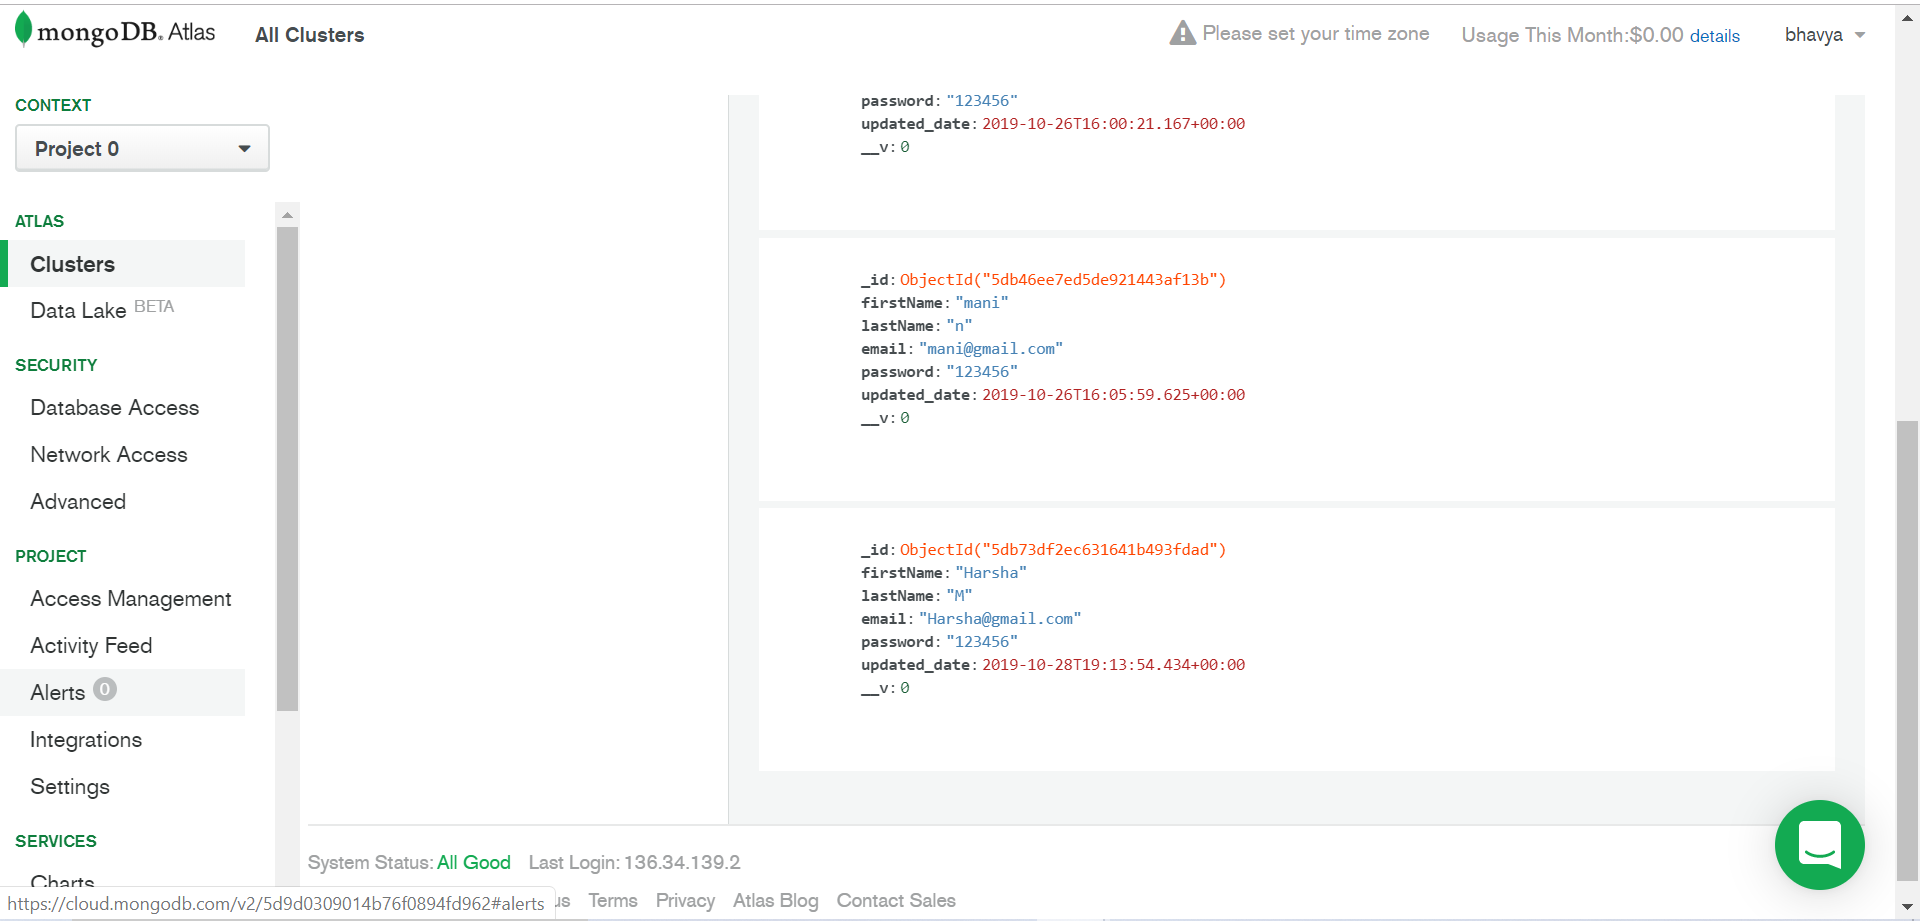 mongoDB. Atlas
All Clusters
Please set your time zone
Usage This Month:$0.00 details
bhavya
CONTEXT
Project 0
ATLAS
Clusters
Data Lake BETA
SECURITY
Database Access
Network Access
Advanced
PROJECT
Access Management
Activity Feed
Alerts 0
Integrations
Settings
SERVICES
Charts
password: "123456"
updated_date: 2019-10-26T16:00:21.167+00:00
__v: 0
_id: ObjectId("5db46ee7ed5de921443af13b")
firstName: "mani"
lastName: "n"
email: "mani@gmail.com"
password: "123456"
updated_date: 2019-10-26T16:05:59.625+00:00
__v: 0
_id: ObjectId("5db73df2ec631641b493fdad")
firstName: "Harsha"
lastName: "M"
email: "Harsha@gmail.com"
password: "123456"
updated_date: 2019-10-28T19:13:54.434+00:00
__v: 0
System Status: All Good Last Login: 136.34.139.2
Terms Privacy Atlas Blog Contact Sales
https://cloud.mongodb.com/v2/5d9d0309014b76f0894fd962#alerts